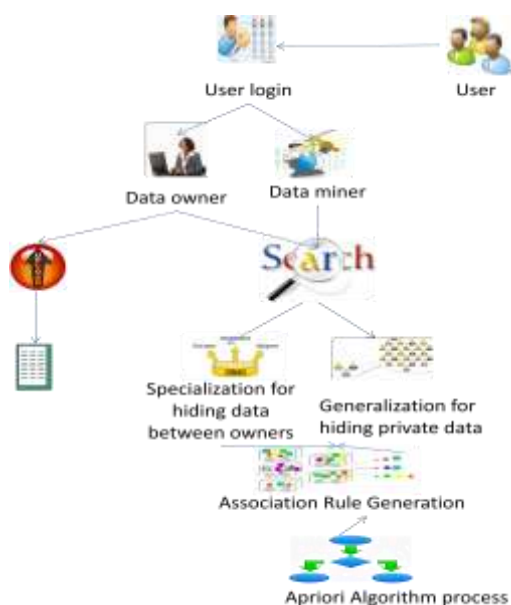 User login
User
Data owner
Data miner
Search
Specialization for
hiding data
between owners
Generalization for
hiding private data
Association Rule Generation
Apriori Algorithm process